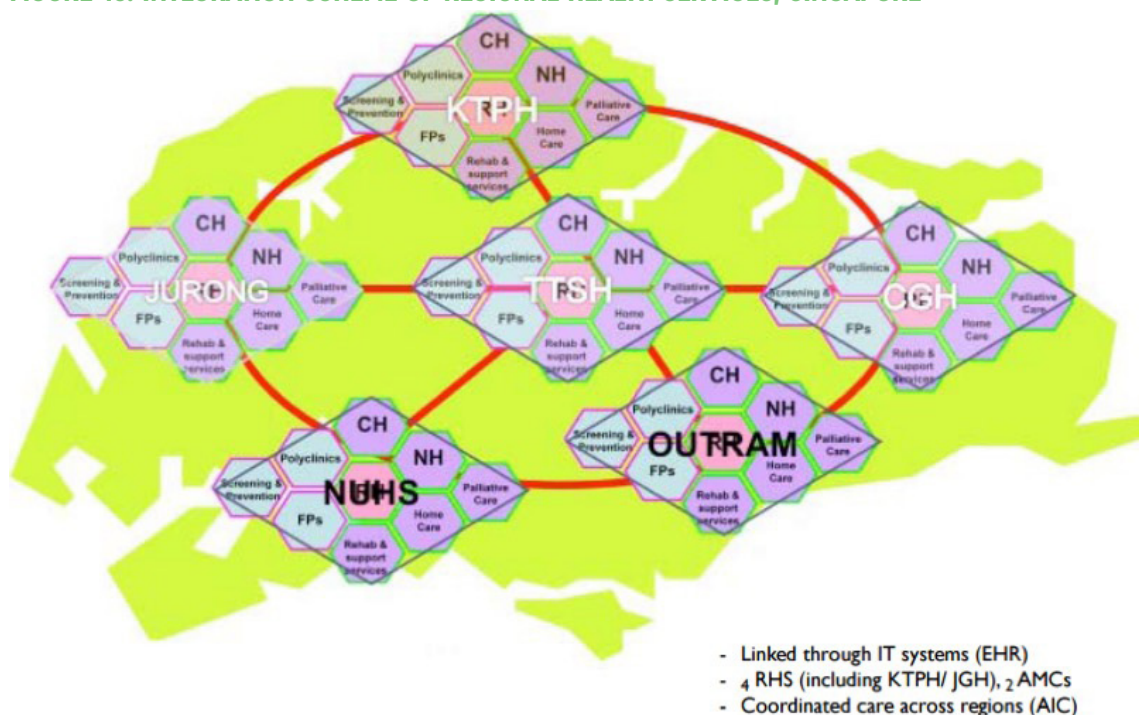 FIGURE INTEGRATION SCHEME OF REGIONAL HEALTH SERVICES, SINGAPORE
CH
Polyclinics
NH
Screening &
Prevention
KTPH
Palliative
Care
FPs
Home
Care
Rehab &
support
services
CH
Polyclinics
NH
Screening &
Prevention
JURONG
Palliative
Care
FPs
Home
Care
Rehab &
support
services
CH
Polyclinics
NH
Screening &
Prevention
TTSH
Palliative
Care
FPs
Home
Care
Rehab &
support
services
CH
Polyclinics
NH
Screening &
Prevention
CGH
Palliative
Care
FPs
Home
Care
Rehab &
support
services
CH
Polyclinics
NH
Screening &
Prevention
NUHS
Palliative
Care
FPs
Home
Care
Rehab &
support
services
CH
Polyclinics
NH
Screening &
Prevention
OUTRAM
Palliative
Care
FPs
Home
Care
Rehab &
support
services
- Linked through IT systems (EHR)
- 4 RHS (including KTPH/ JGH), 2 AMCs
- Coordinated care across regions (AIC)